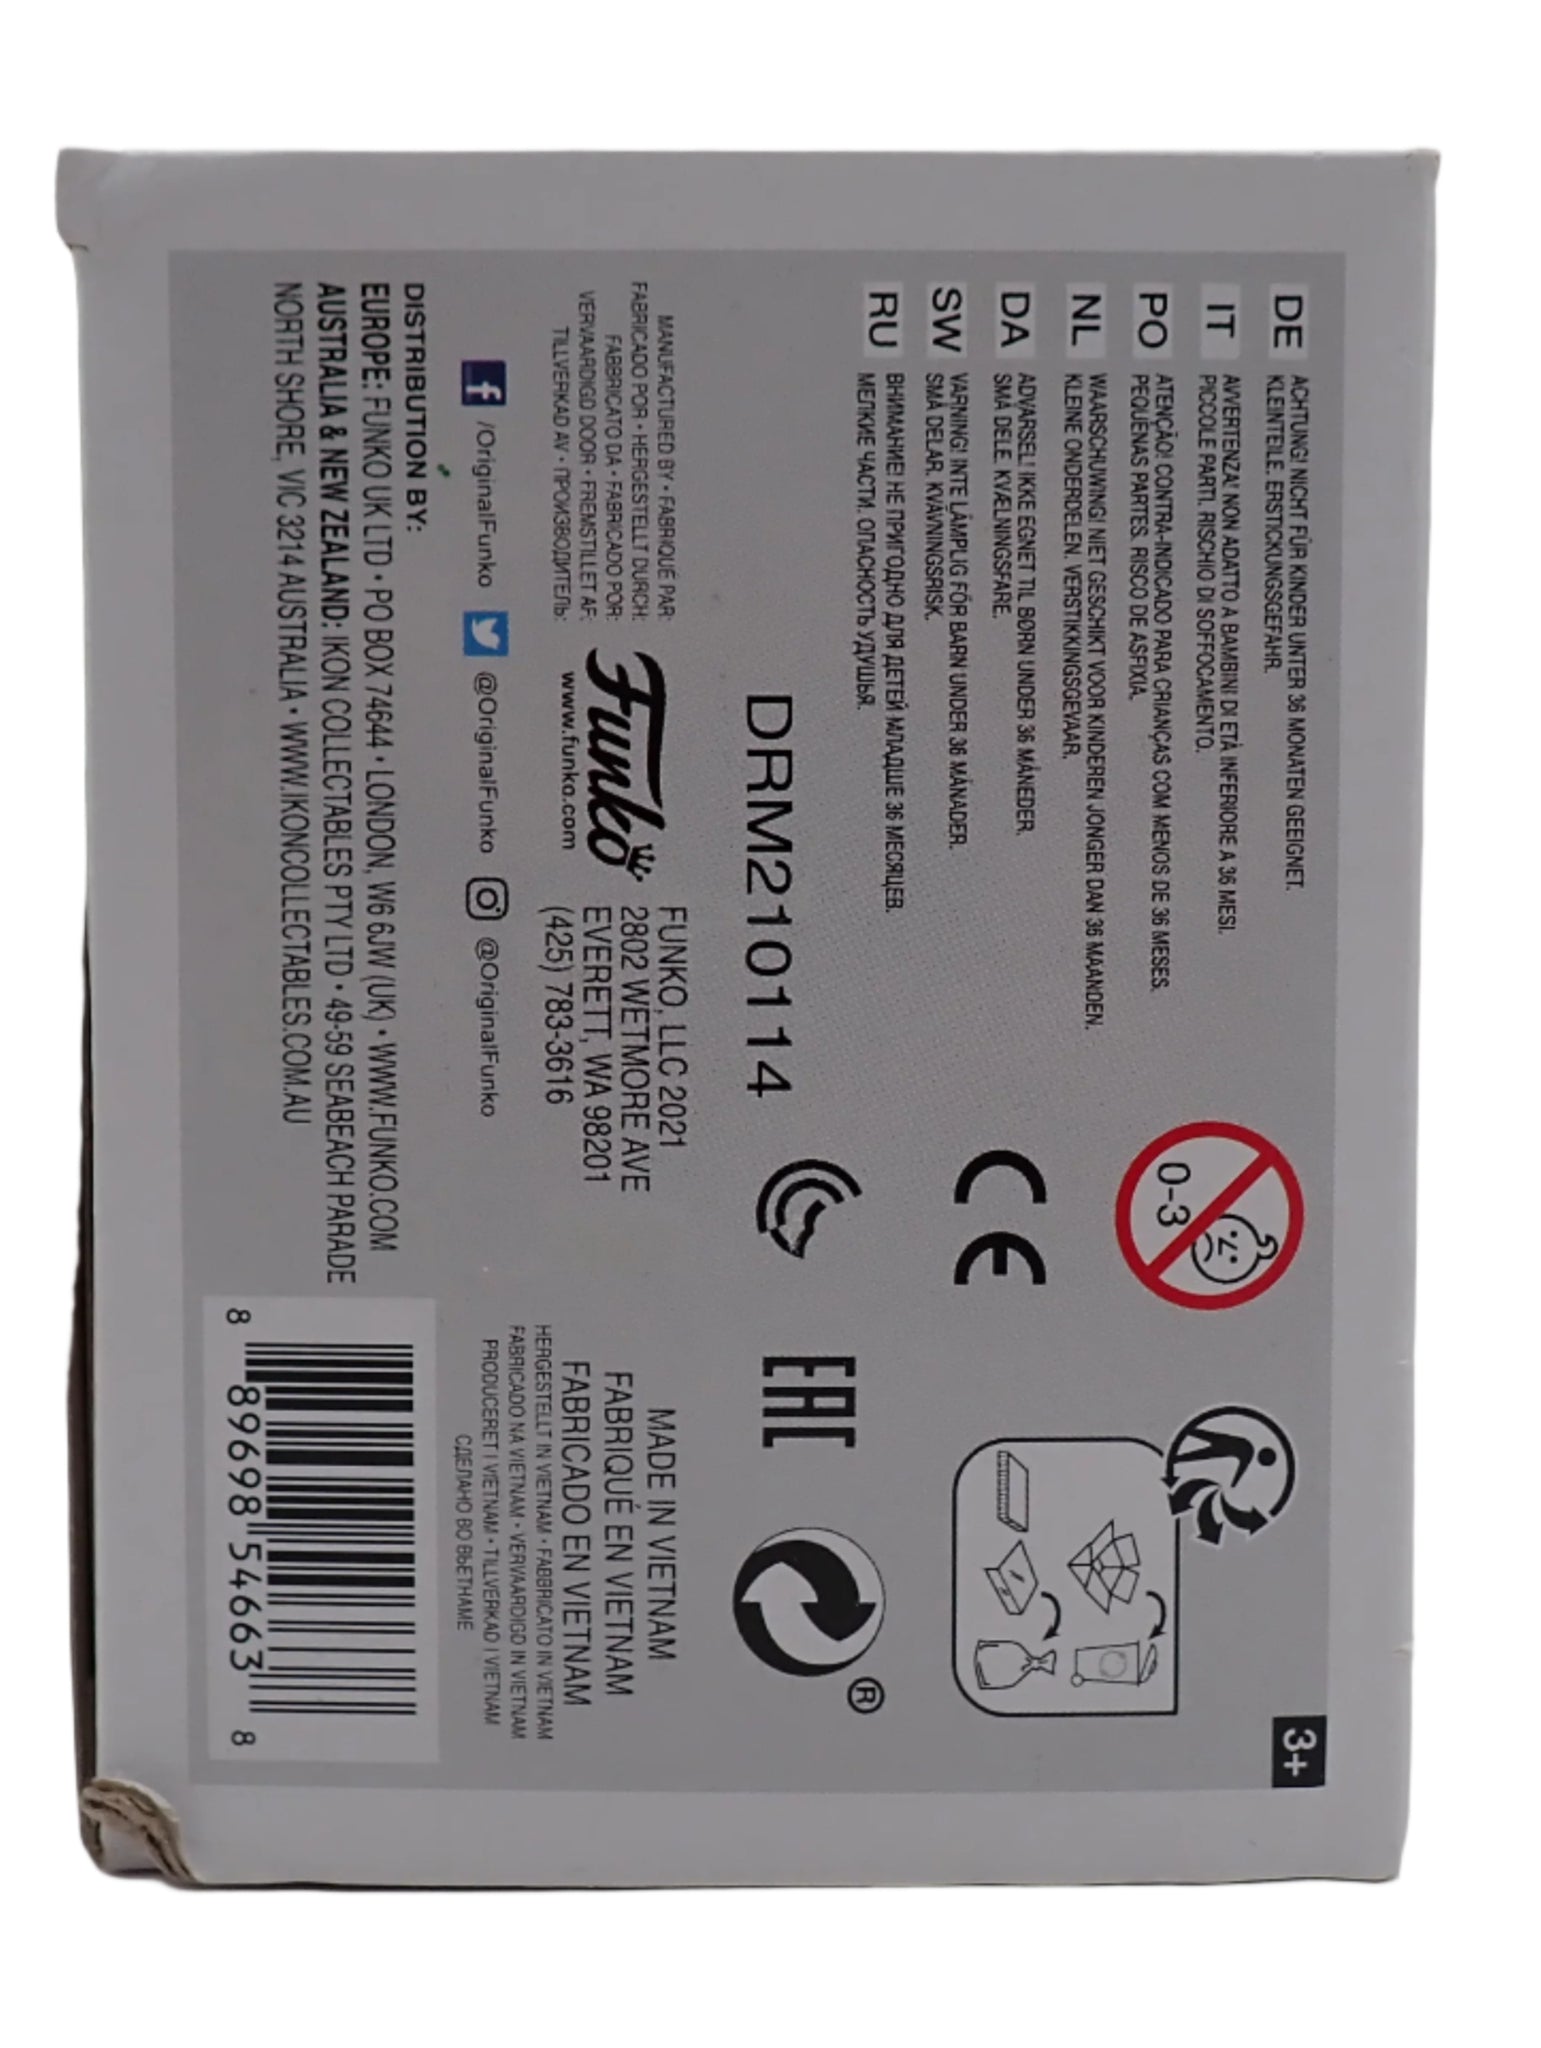 3+
DE
ACHTUNG! NICHT FÜR KINDER UNTER 36 MONATEN GEEIGNET.
KLEINTEILE. ERSTICKUNGSGEFAHR.
IT
AVVERTENZA! NON ADATTO A BAMBINI DI ETÀ INFERIORE A 36 MESI.
PICCOLE PARTI. RISCHIO DI SOFFOCAMENTO.
PO
ATENÇÃO! CONTRA-INDICADO PARA CRIANÇAS COM MENOS DE 36 MESES.
PEQUENAS PARTES. RISCO DE ASFIXIA.
NL
WAARSCHUWING! NIET GESCHIKT VOOR KINDEREN JONGER DAN 36 MAANDEN.
KLEINE ONDERDELEN. VERSTIKKINGSGEVAAR.
DA
ADVARSEL! IKKE EGNET TIL BØRN UNDER 36 MÅNEDER.
SMÅ DELE. KVÆLNINGSFARE.
SW
VARNING! INTE LÄMPLIG FÖR BARN UNDER 36 MÅNADER.
SMÅ DELAR. KVÄVNINGSRISK.
RU
ВНИМАНИЕ! НЕ ПРИГОДНО ДЛЯ ДЕТЕЙ МЛАДШЕ 36 МЕСЯЦЕВ.
МЕЛКИЕ ЧАСТИ. ОПАСНОСТЬ УДУШЬЯ.
0-3
CE
DRM210114
EAC
®
MANUFACTURED BY • FABRIQUÉ PAR:
FABRICADO POR • HERGESTELLT DURCH:
FABBRICATO DA • FABRICADO POR:
VERVAARDIGD DOOR • FREMSTILLET AF:
TILLVERKAD AV • ПРОИЗВОДИТЕЛЬ:
Funko
www.funko.com
FUNKO, LLC 2021
2802 WETMORE AVE
EVERETT, WA 98201
(425) 783-3616
MADE IN VIETNAM
FABRIQUÉ EN VIETNAM
FABRICADO EN VIETNAM
HERGESTELLT IN VIETNAM • FABBRICATO IN VIETNAM
FABRICADO NA VIETNAM • VERVAARDIGD IN VIETNAM
PRODUCERET I VIETNAM • TILLVERKAD I VIETNAM
СДЕЛАНО ВО ВЬЕТНАМЕ
/OriginalFunko @OriginalFunko @OriginalFunko
DISTRIBUTION BY:
EUROPE: FUNKO UK LTD • PO BOX 74644 • LONDON, W6 6JW (UK) • WWW.FUNKO.COM
AUSTRALIA & NEW ZEALAND: IKON COLLECTABLES PTY LTD • 49-59 SEABEACH PARADE
NORTH SHORE, VIC 3214 AUSTRALIA • WWW.IKONCOLLECTABLES.COM.AU
8 89698 54663 8